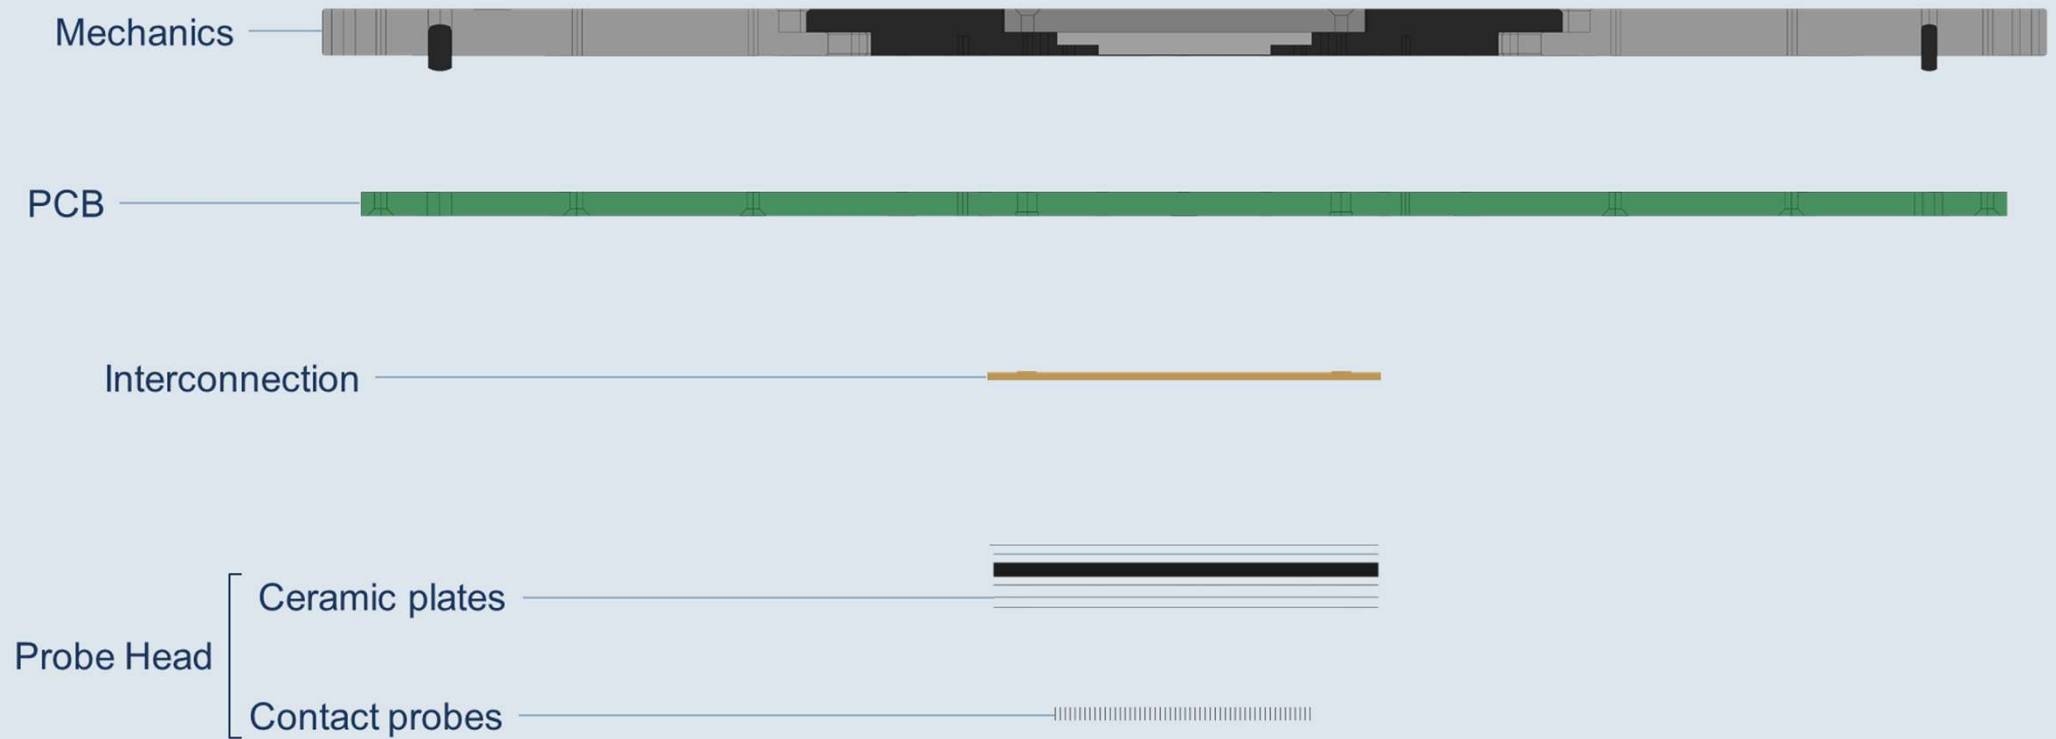 Mechanics
PCB
Interconnection
Ceramic plates
Probe Head
Contact probes